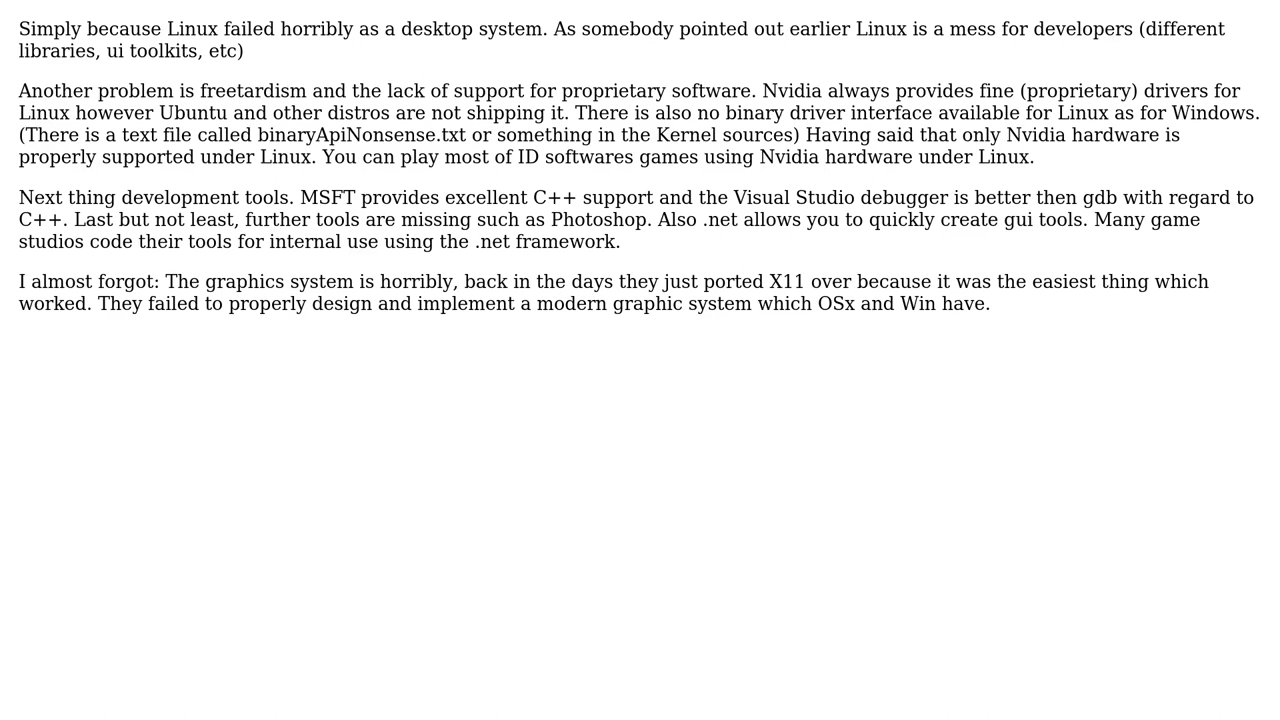 Simply because Linux failed horribly as a desktop system. As somebody pointed out earlier Linux is a mess for developers (different
libraries, ui toolkits, etc)
Another problem is freetardism and the lack of support for proprietary software. Nvidia always provides fine (proprietary) drivers for
Linux however Ubuntu and other distros are not shipping it. There is also no binary driver interface available for Linux as for Windows.
(There is a text file called binaryApiNonsense.txt or something in the Kernel sources) Having said that only Nvidia hardware is
properly supported under Linux. You can play most of ID softwares games using Nvidia hardware under Linux.
Next thing development tools. MSFT provides excellent C++ support and the Visual Studio debugger is better then gdb with regard to
C++. Last but not least, further tools are missing such as Photoshop. Also .net allows you to quickly create gui tools. Many game
studios code their tools for internal use using the .net framework.
I almost forgot: The graphics system is horribly, back in the days they just ported X11 over because it was the easiest thing which
worked. They failed to properly design and implement a modern graphic system which OSx and Win have.